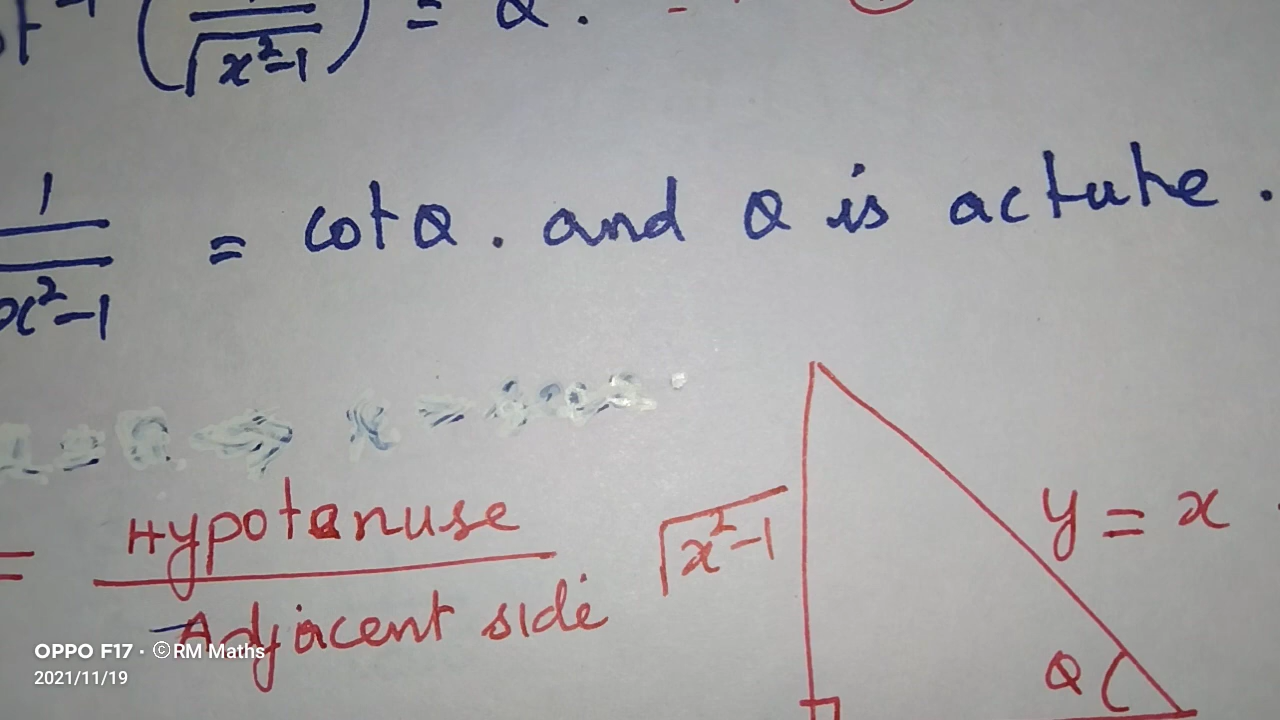 (1/√x²-1) = Q.
1/x²-1 = cotQ. and Q is actute.
= Hypotenuse/Adjacent side
√x²-1
y = x
Q
OPPO F17 · ©RM Maths
2021/11/19